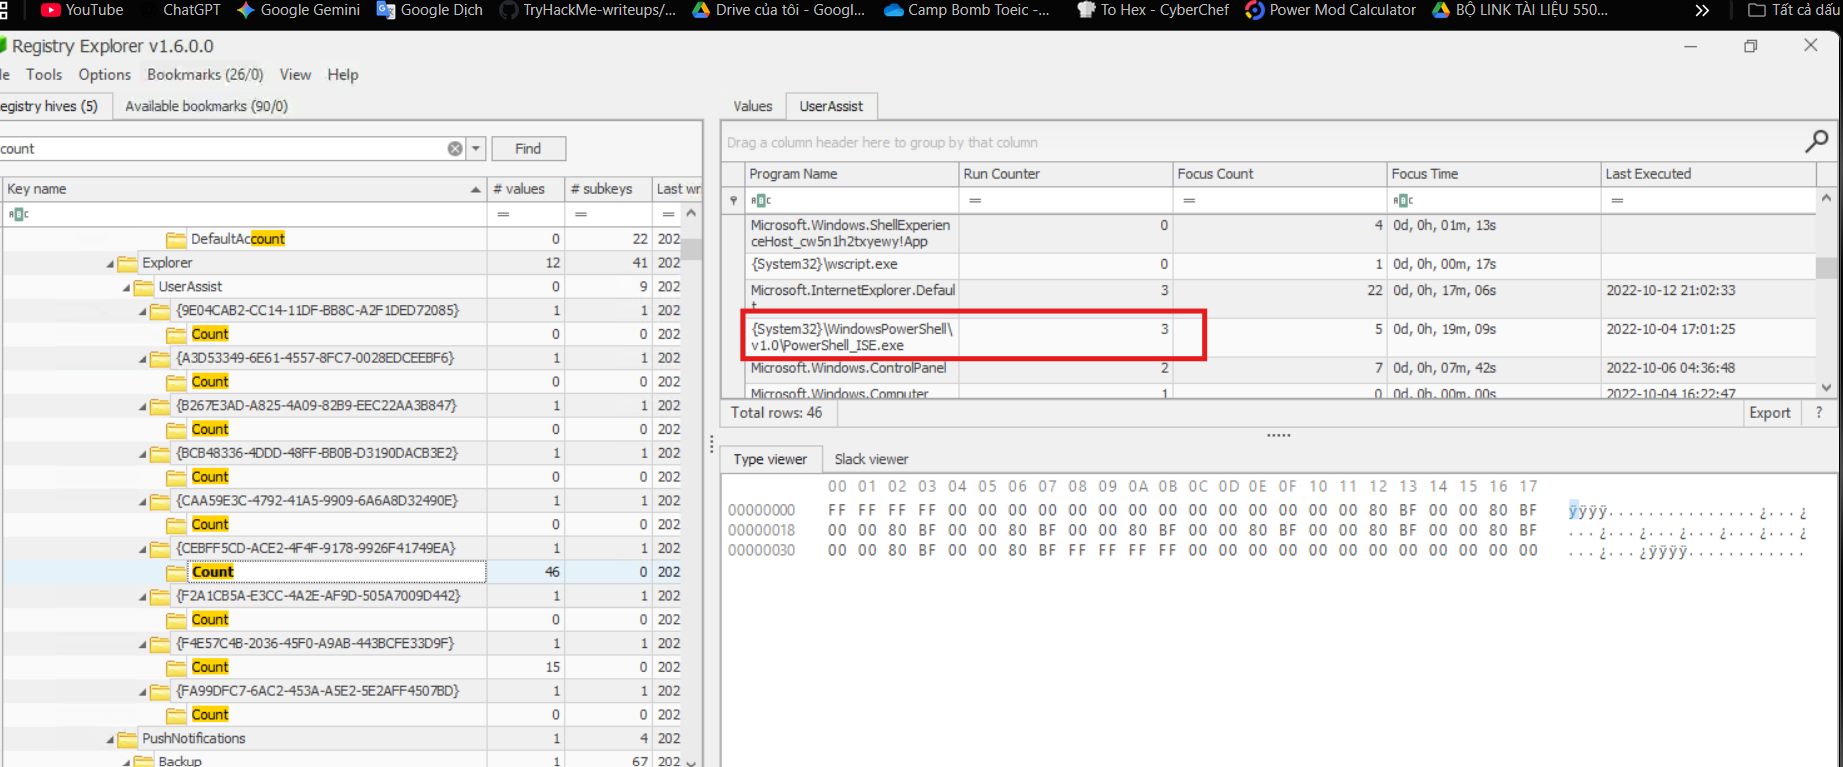 YouTube ChatGPT Google Gemini Google Dịch TryHackMe-writeups/... Drive của tôi - Googl... Camp Bomb Toeic -... To Hex - CyberChef Power Mod Calculator BỘ LINK TÀI LIỆU 550... Tất cả dấu
Registry Explorer v1.6.0.0
le Tools Options Bookmarks (26/0) View Help
egistry hives (5) Available bookmarks (90/0)
count Find
Key name # values # subkeys Last wr
= = =
DefaultAccount 0 22 202
Explorer 12 41 202
UserAssist 0 9 202
{9E04CAB2-CC14-11DF-BB8C-A2F1DED72085} 1 1 202
Count 0 0 202
{A3D53349-6E61-4557-8FC7-0028EDCEEBF6} 1 1 202
Count 0 0 202
{B267E3AD-A825-4A09-82B9-EEC22AA3B847} 1 1 202
Count 0 0 202
{BCB48336-4DDD-48FF-BB0B-D3190DACB3E2} 1 1 202
Count 0 0 202
{CAA59E3C-4792-41A5-9909-6A6A8D32490E} 1 1 202
Count 0 0 202
{CEBFF5CD-ACE2-4F4F-9178-9926F41749EA} 1 1 202
Count 46 0 202
{F2A1CB5A-E3CC-4A2E-AF9D-505A7009D442} 1 1 202
Count 0 0 202
{F4E57C4B-2036-45F0-A9AB-443BCFE33D9F} 1 1 202
Count 15 0 202
{FA99DFC7-6AC2-453A-A5E2-5E2AFF4507BD} 1 1 202
Count 0 0 202
PushNotifications 1 4 202
Backup 1 67 202
Values UserAssist
Drag a column header here to group by that column
Program Name Run Counter Focus Count Focus Time Last Executed
= = =
Microsoft.Windows.ShellExperien 0 4 0d, 0h, 01m, 13s
ceHost_cw5n1h2txyewy!App
{System32}\wscript.exe 0 1 0d, 0h, 00m, 17s
Microsoft.InternetExplorer.Defaul 3 22 0d, 0h, 17m, 06s 2022-10-12 21:02:33
t
{System32}\WindowsPowerShell\ 3 5 0d, 0h, 19m, 09s 2022-10-04 17:01:25
v1.0\PowerShell_ISE.exe
Microsoft.Windows.ControlPanel 2 7 0d, 0h, 07m, 42s 2022-10-06 04:36:48
Microsoft.Windows.Computer 1 0 0d, 0h, 00m, 00s 2022-10-04 16:22:47
Total rows: 46 Export ?
Type viewer Slack viewer
00 01 02 03 04 05 06 07 08 09 0A 0B 0C 0D 0E 0F 10 11 12 13 14 15 16 17
00000000 FF FF FF FF 00 00 00 00 00 00 00 00 00 00 00 00 00 00 80 BF 00 00 80 BF ÿÿÿÿ..............¿...¿
00000018 00 00 80 BF 00 00 80 BF 00 00 80 BF 00 00 80 BF 00 00 80 BF 00 00 80 BF ...¿...¿...¿...¿...¿...¿
00000030 00 00 80 BF 00 00 80 BF FF FF FF FF 00 00 00 00 00 00 00 00 00 00 00 00 ...¿...¿ÿÿÿÿ............